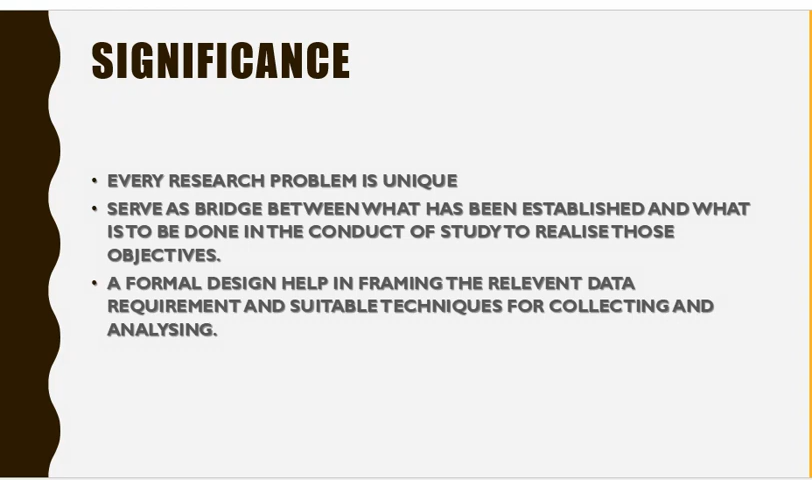 SIGNIFICANCE
• EVERY RESEARCH PROBLEM IS UNIQUE
• SERVE AS BRIDGE BETWEEN WHAT HAS BEEN ESTABLISHED AND WHAT
IS TO BE DONE IN THE CONDUCT OF STUDY TO REALISE THOSE
OBJECTIVES.
• A FORMAL DESIGN HELP IN FRAMING THE RELEVENT DATA
REQUIREMENT AND SUITABLE TECHNIQUES FOR COLLECTING AND
ANALYSING.